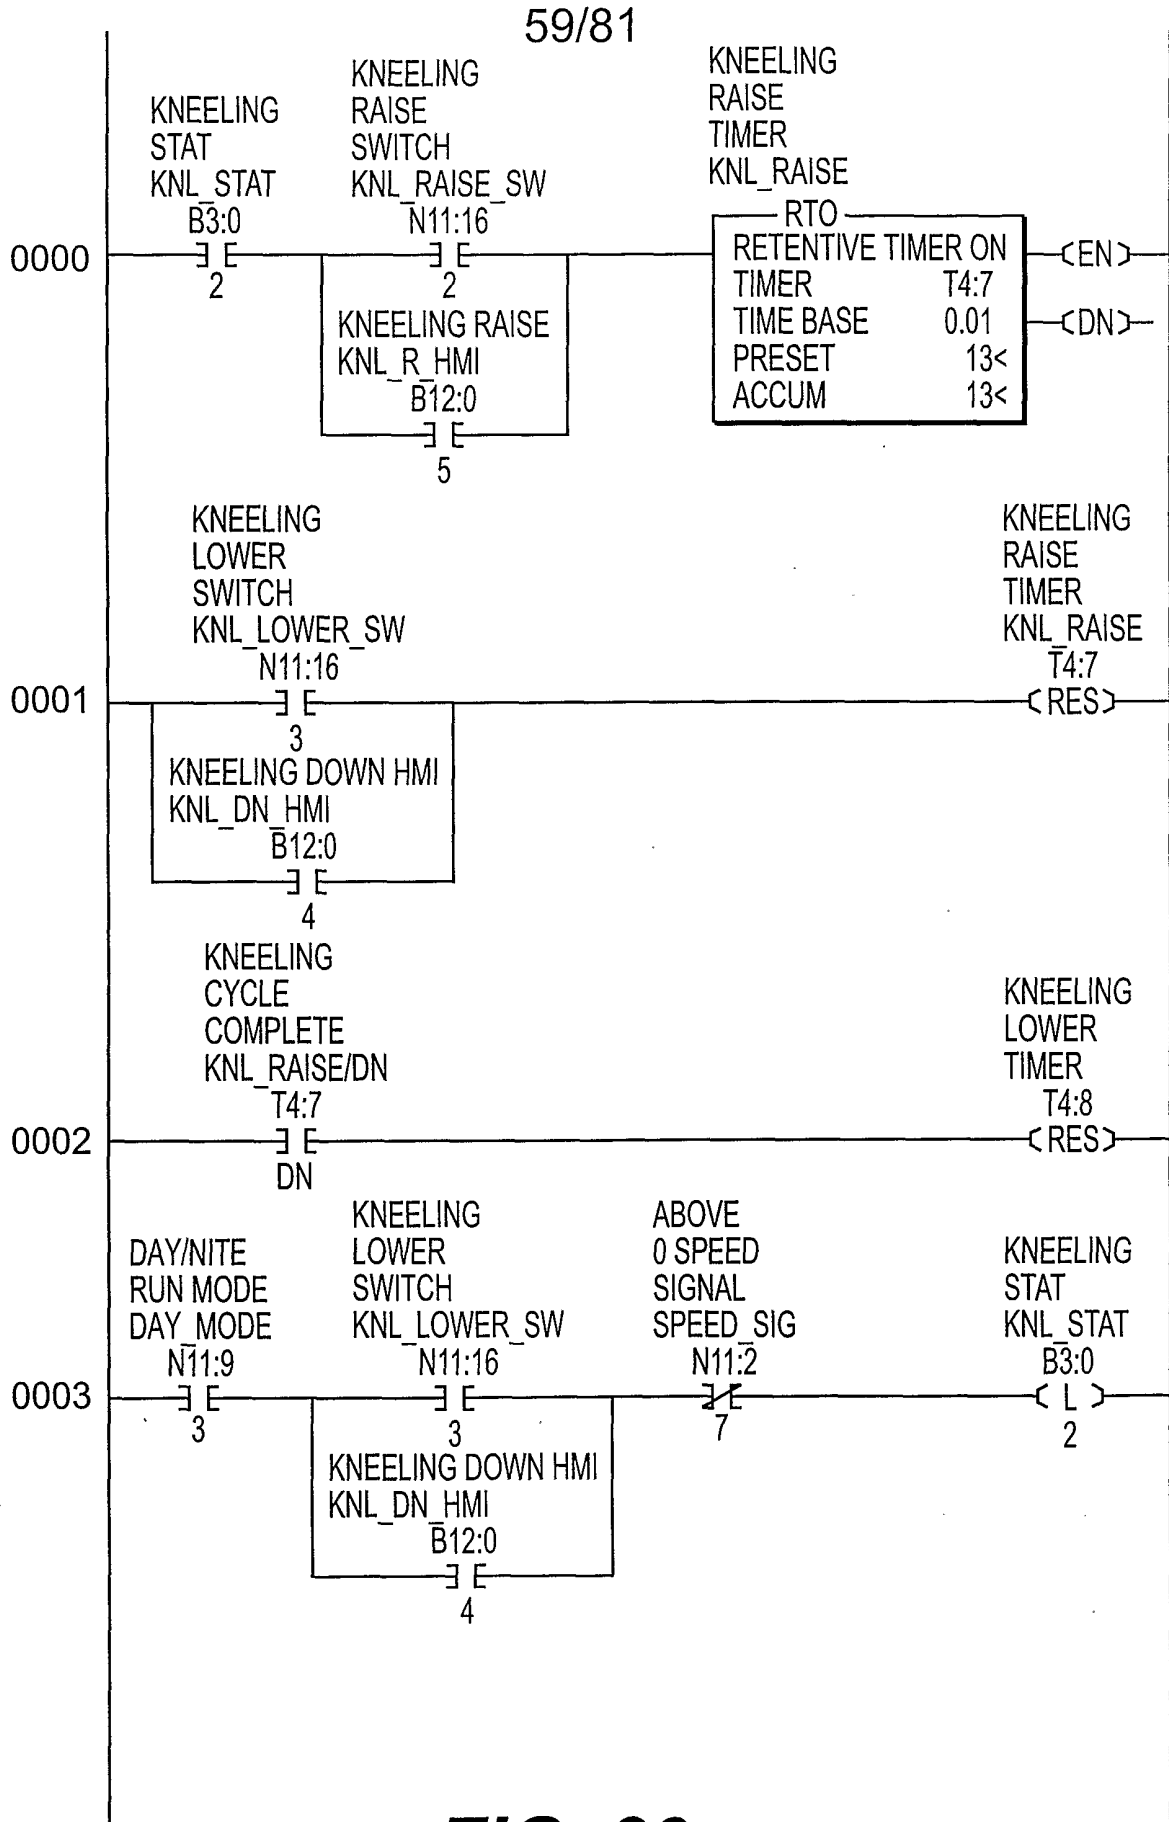 59/81
KNEELING
STAT
KNL_STAT
B3:0
2
KNEELING
RAISE
SWITCH
KNL_RAISE_SW
N11:16
2
KNEELING RAISE
KNL_R_HMI
B12:0
5
KNEELING
RAISE
TIMER
KNL_RAISE
RTO
RETENTIVE TIMER ON
TIMER T4:7
TIME BASE 0.01
PRESET 13<
ACCUM 13<
EN
DN
0000
KNEELING
LOWER
SWITCH
KNL_LOWER_SW
N11:16
3
KNEELING DOWN HMI
KNL_DN_HMI
B12:0
4
KNEELING
RAISE
TIMER
KNL_RAISE
T4:7
RES
0001
KNEELING
CYCLE
COMPLETE
KNL_RAISE/DN
T4:7
DN
KNEELING
LOWER
TIMER
T4:8
RES
0002
DAY/NITE
RUN MODE
DAY_MODE
N11:9
3
KNEELING
LOWER
SWITCH
KNL_LOWER_SW
N11:16
3
KNEELING DOWN HMI
KNL_DN_HMI
B12:0
4
ABOVE
0 SPEED
SIGNAL
SPEED_SIG
N11:2
7
KNEELING
STAT
KNL_STAT
B3:0
L
2
0003